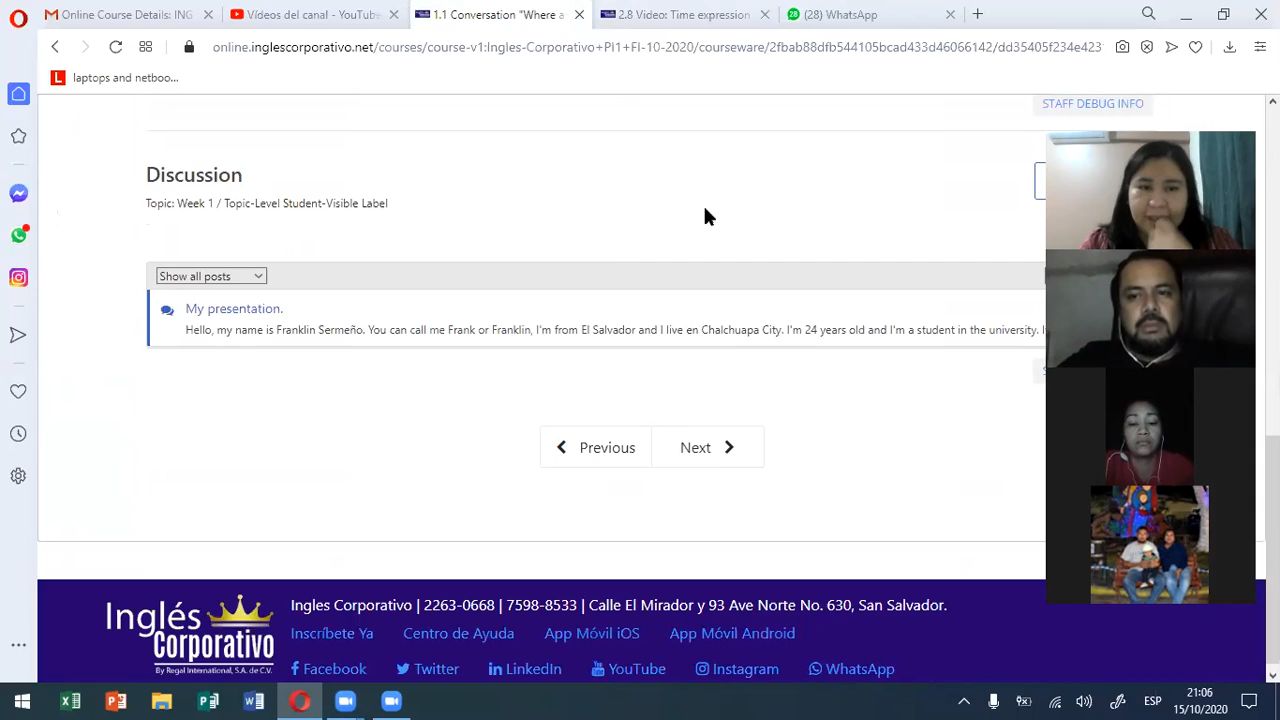 Online Course Details: ING
Vídeos del canal - YouTube
1.1 Conversation "Where a
2.8 Video: Time expression
(28) WhatsApp
online.inglescorporativo.net/courses/course-v1:Ingles-Corporativo+PI1+FI-10-2020/courseware/2fbab88dfb544105bcad433d46066142/dd35405f234e423
L laptops and netboo...
STAFF DEBUG INFO
Discussion
Topic: Week 1 / Topic-Level Student-Visible Label
Show all posts
My presentation.
Hello, my name is Franklin Sermeño. You can call me Frank or Franklin, I'm from El Salvador and I live en Chalchuapa City. I'm 24 years old and I'm a student in the university.
Previous
Next
Inglés Corporativo
By Regal International, S.A. de C.V.
Ingles Corporativo | 2263-0668 | 7598-8533 | Calle El Mirador y 93 Ave Norte No. 630, San Salvador.
Inscríbete Ya Centro de Ayuda App Móvil iOS App Móvil Android
Facebook Twitter LinkedIn YouTube Instagram WhatsApp
ESP
21:06
15/10/2020